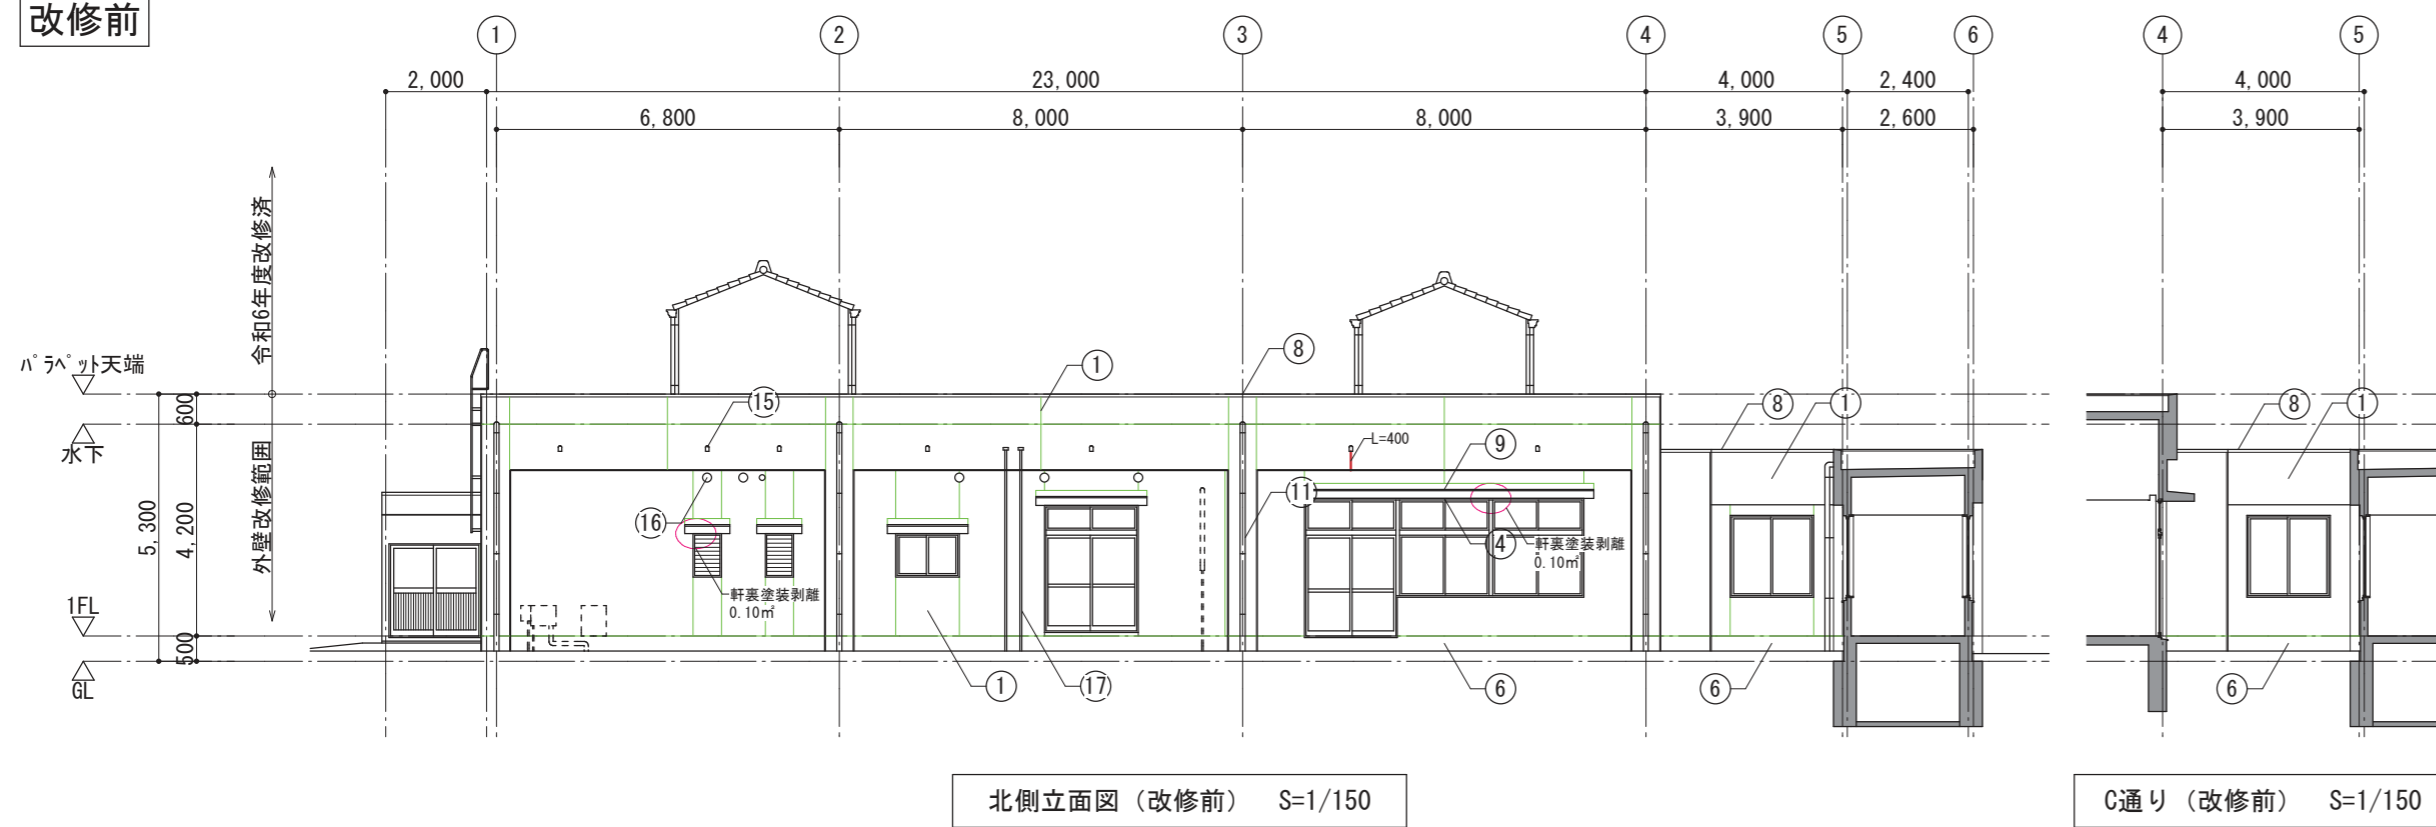 改修前
1 2 3 4 5 6 4 5
2,000 23,000 4,000 2,400 4,000
6,800 8,000 8,000 3,900 2,600 3,900
令和6年度改修済
外壁改修範囲
パラペット天端
水下
1FL
GL
600
4,200
5,300
500
8
1
15
8
1
8
1
L=400
9
11
16
4
軒裏塗装剥離
0.10㎡
軒裏塗装剥離
0.10㎡
1
17
6
6
6
北側立面図（改修前） S=1/150
C通り（改修前） S=1/150